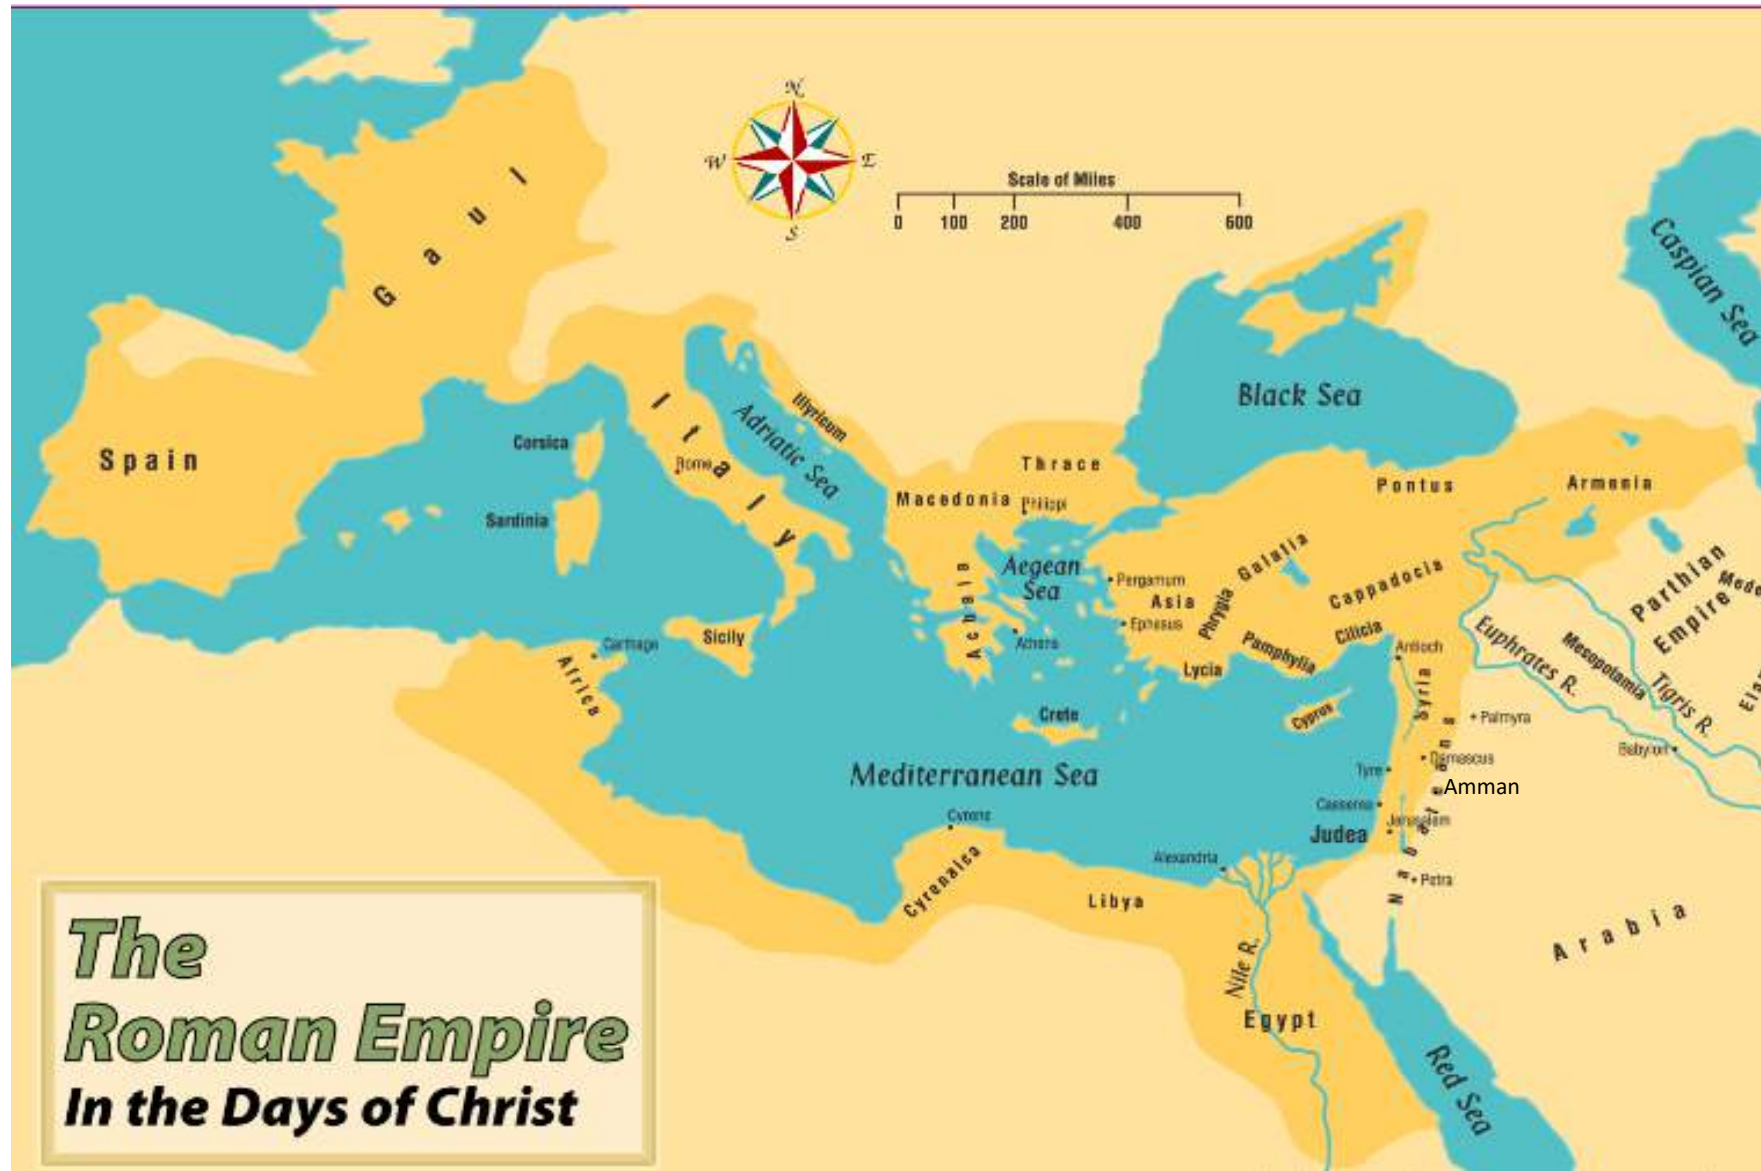 N
W
E
S
Scale of Miles
0 100 200 400 600
Gaul
Caspian Sea
Black Sea
Spain
Corsica
Sardinia
Italy
Rome
Adriatic Sea
Illyricum
Thrace
Macedonia
Philippi
Pontus
Armenia
Aegean
Sea
Achaia
Athens
Pergamum
Asia
Ephesus
Phrygia
Galatia
Cappadocia
Lycia
Pamphylia
Cilicia
Antioch
Syria
Parthian
Empire
Mesopotamia
Euphrates R.
Tigris R.
Sicily
Carthage
Africa
Crete
Cyprus
Palmyra
Babylon
Mediterranean Sea
Tyre
Damascus
Amman
Jerusalem
Judea
Nabateans
Petra
Cyrene
Cyrenaica
Alexandria
Libya
Nile R.
Egypt
Red Sea
Arabia
The
Roman Empire
In the Days of Christ